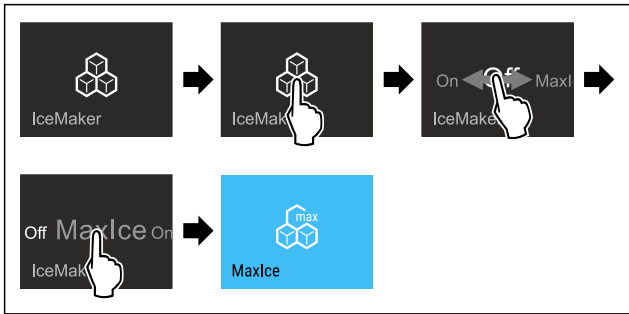 IceMaker
IceMak
On Off MaxI
IceMake
Off MaxIce On
IceMak
max
MaxIce